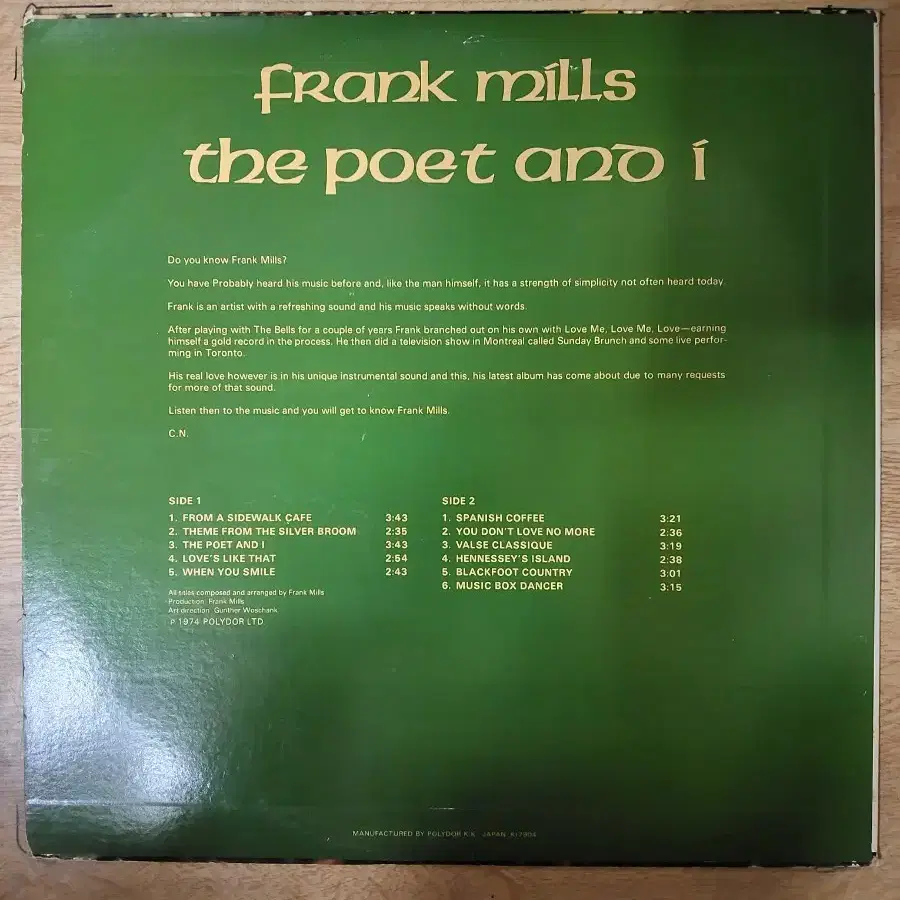 frank mills
the poet and í
Do you know Frank Mills?
You have Probably heard his music before and, like the man himself, it has a strength of simplicity not often heard today.
Frank is an artist with a refreshing sound and his music speaks without words.
After playing with The Bells for a couple of years Frank branched out on his own with Love Me, Love Me, Love—earning
himself a gold record in the process. He then did a television show in Montreal called Sunday Brunch and some live perfor-
ming in Toronto.
His real love however is in his unique instrumental sound and this, his latest album has come about due to many requests
for more of that sound.
Listen then to the music and you will get to know Frank Mills.
C.N.
SIDE 1
1. FROM A SIDEWALK CAFE 3:43
2. THEME FROM THE SILVER BROOM 2:35
3. THE POET AND I 3:43
4. LOVE'S LIKE THAT 2:54
5. WHEN YOU SMILE 2:43
All titles composed and arranged by Frank Mills
Production: Frank Mills
Art direction: Gunther Woschank
℗ 1974 POLYDOR LTD
SIDE 2
1. SPANISH COFFEE 3:21
2. YOU DON'T LOVE NO MORE 2:36
3. VALSE CLASSIQUE 3:19
4. HENNESSEY'S ISLAND 2:38
5. BLACKFOOT COUNTRY 3:01
6. MUSIC BOX DANCER 3:15
MANUFACTURED BY POLYDOR K.K. JAPAN